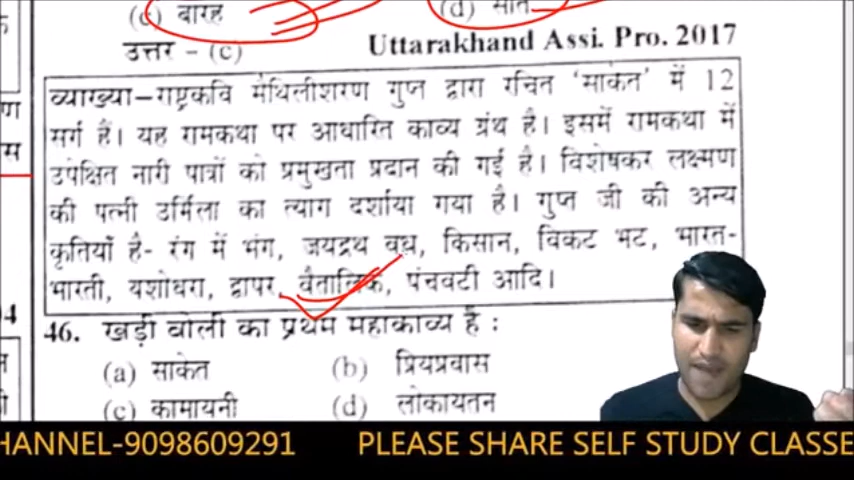 (c) बारह
(d) सात
उत्तर - (c)
Uttarakhand Assi. Pro. 2017
व्याख्या–राष्ट्रकवि मैथिलीशरण गुप्त द्वारा रचित 'साकेत' में 12
सर्ग हैं। यह रामकथा पर आधारित काव्य ग्रंथ है। इसमें रामकथा में
उपेक्षित नारी पात्रों को प्रमुखता प्रदान की गई है। विशेषकर लक्ष्मण
की पत्नी उर्मिला का त्याग दर्शाया गया है। गुप्त जी की अन्य
कृतियाँ है- रंग में भंग, जयद्रथ वध, किसान, विकट भट, भारत-
भारती, यशोधरा, द्वापर, वैतालिक, पंचवटी आदि।
46. खड़ी बोली का प्रथम महाकाव्य है :
(a) साकेत
(b) प्रियप्रवास
(c) कामायनी
(d) लोकायतन
HANNEL-9098609291 PLEASE SHARE SELF STUDY CLASSE